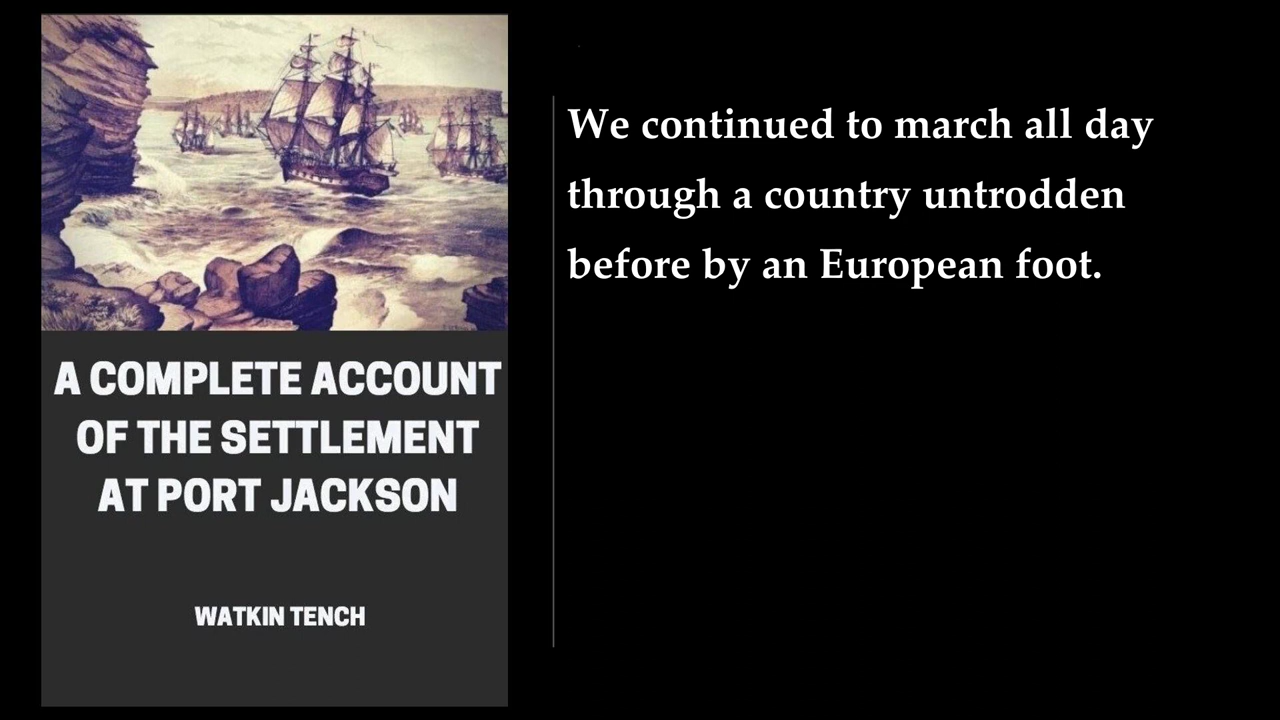 A COMPLETE ACCOUNT
OF THE SETTLEMENT
AT PORT JACKSON
WATKIN TENCH
We continued to march all day
through a country untrodden
before by an European foot.